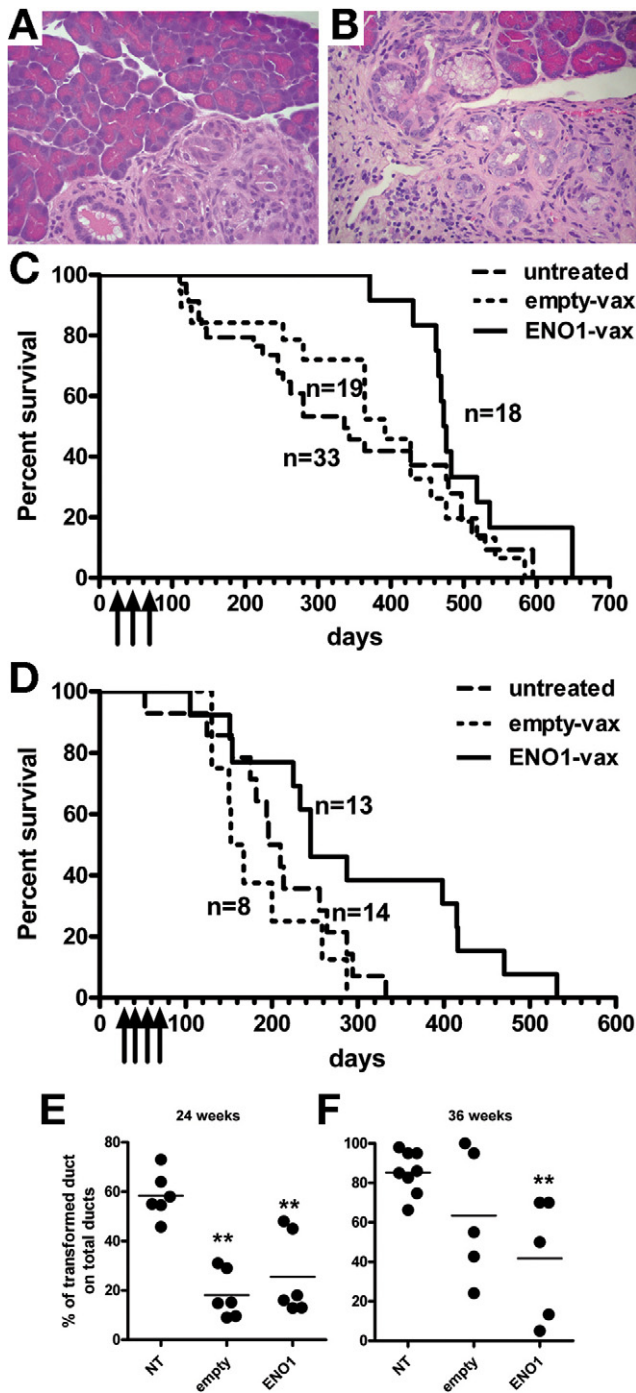 A
B
C
100
80
60
40
20
0
Percent survival
untreated
empty-vax
ENO1-vax
n=19
n=18
n=33
0 100 200 300 400 500 600 700
days
D
100
80
60
40
20
0
Percent survival
untreated
empty-vax
ENO1-vax
n=13
n=8
n=14
0 100 200 300 400 500 600
days
E
24 weeks
% of transformed duct
on total ducts
80
60
40
20
0
**
**
NT empty ENO1
F
36 weeks
100
80
60
40
20
0
**
NT empty ENO1